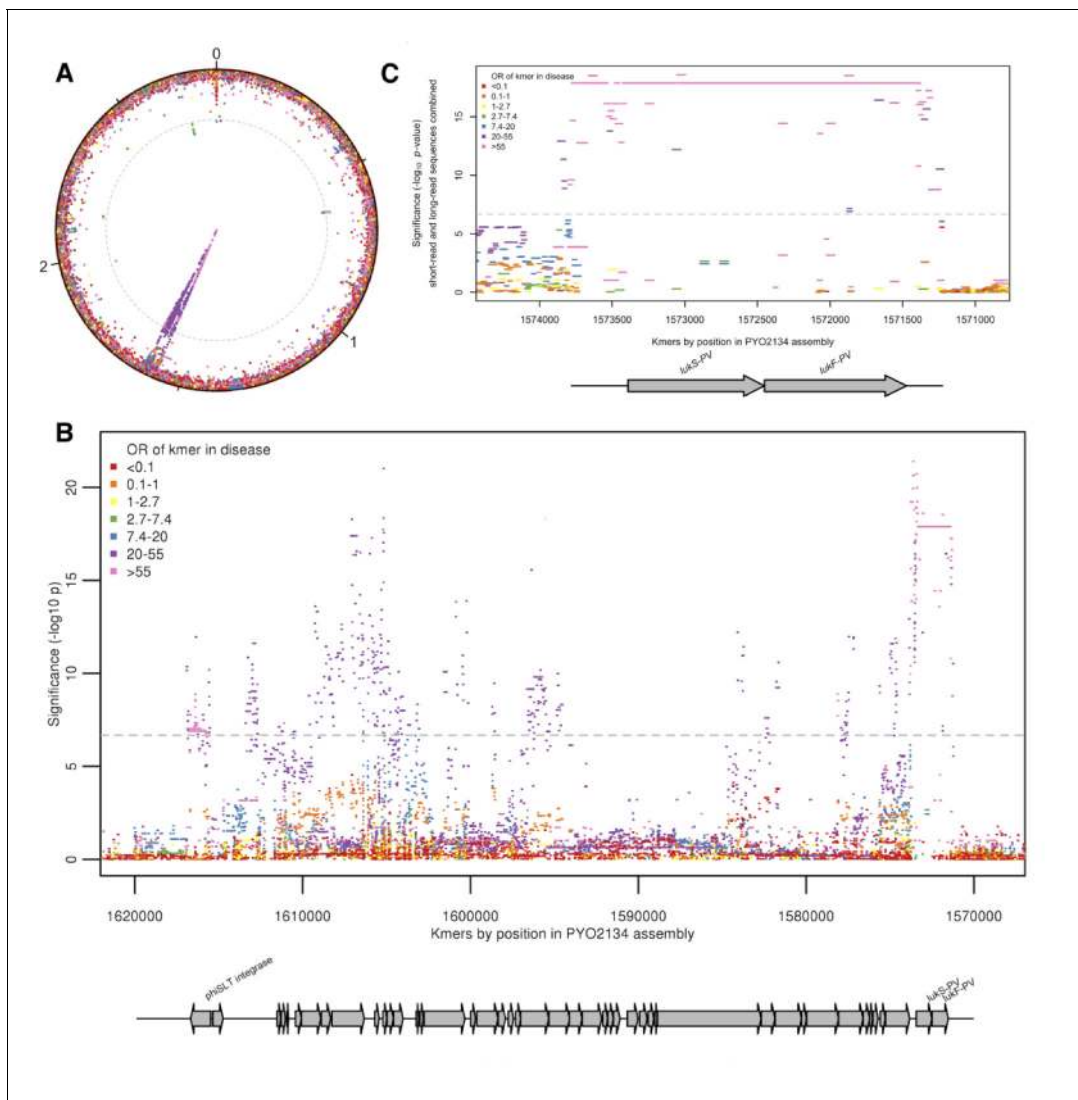 A
0
1
2
C
OR of kmer in disease
<0.1
0.1-1
1-2.7
2.7-7.4
7.4-20
20-55
>55
Significance (-log₁₀ p-value)
short-read and long-read sequences combined
0
5
10
15
1574000
1573500
1573000
1572500
1572000
1571500
1571000
Kmers by position in PYO2134 assembly
lukS-PV
lukF-PV
B
OR of kmer in disease
<0.1
0.1-1
1-2.7
2.7-7.4
7.4-20
20-55
>55
Significance (-log10 p)
0
5
10
15
20
1620000
1610000
1600000
1590000
1580000
1570000
Kmers by position in PYO2134 assembly
phiSLT integrase
lukS-PV
lukF-PV